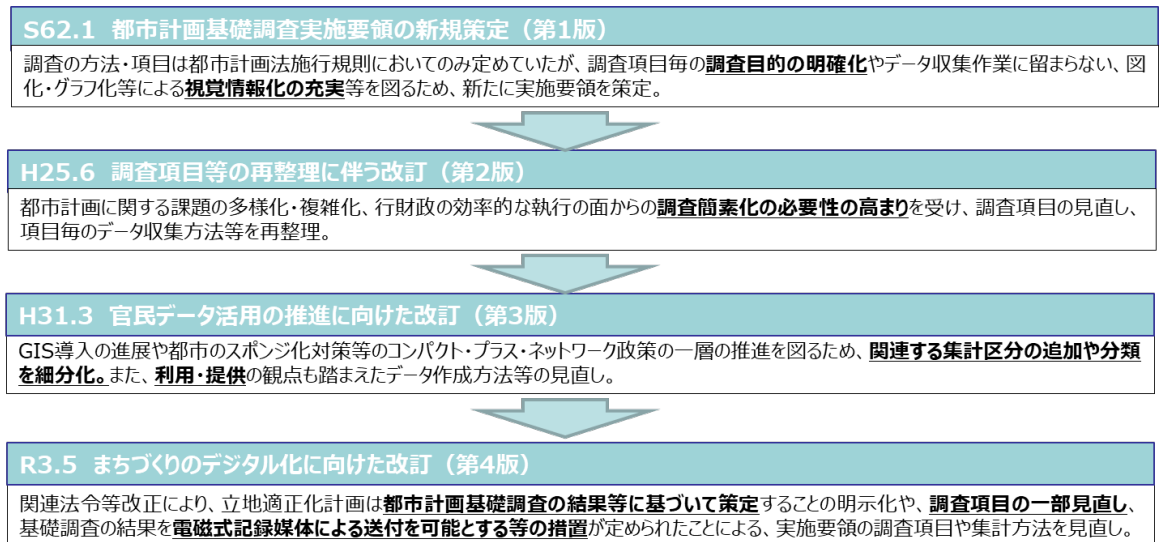 S62.1 都市計画基礎調査実施要領の新規策定（第1版）
調査の方法・項目は都市計画法施行規則においてのみ定めていたが、調査項目毎の調査目的の明確化やデータ収集作業に留まらない、図
化・グラフ化等による視覚情報化の充実等を図るため、新たに実施要領を策定。
H25.6 調査項目等の再整理に伴う改訂（第2版）
都市計画に関する課題の多様化・複雑化、行財政の効率的な執行の面からの調査簡素化の必要性の高まりを受け、調査項目の見直し、
項目毎のデータ収集方法等を再整理。
H31.3 官民データ活用の推進に向けた改訂（第3版）
GIS導入の進展や都市のスポンジ化対策等のコンパクト・プラス・ネットワーク政策の一層の推進を図るため、関連する集計区分の追加や分類
を細分化。また、利用・提供の観点も踏まえたデータ作成方法等の見直し。
R3.5 まちづくりのデジタル化に向けた改訂（第4版）
関連法令等改正により、立地適正化計画は都市計画基礎調査の結果等に基づいて策定することの明示化や、調査項目の一部見直し、
基礎調査の結果を電磁式記録媒体による送付を可能とする等の措置が定められたことによる、実施要領の調査項目や集計方法を見直し。